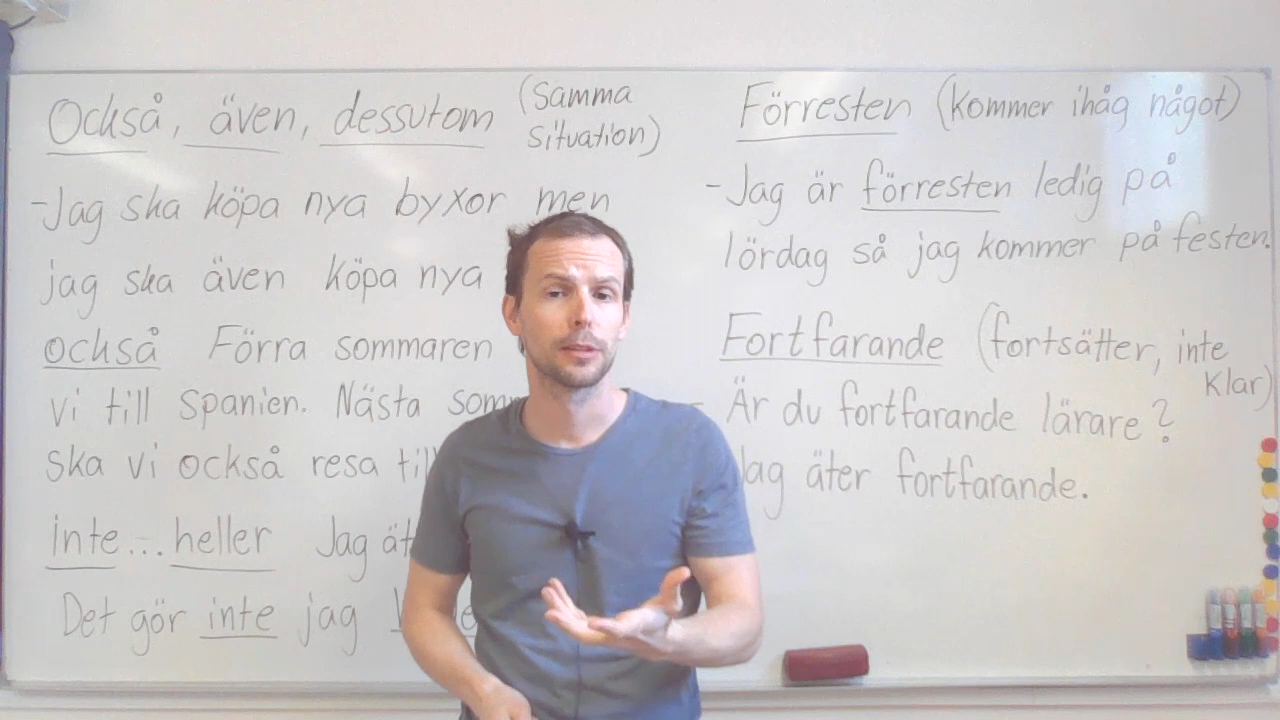 Också, även, dessutom (samma
situation)
-Jag ska köpa nya byxor men
jag ska även köpa nya
också Förra sommaren
vi till Spanien. Nästa som
ska vi också resa till
inte...heller Jag ät
Det gör inte jag
Förresten (kommer ihåg något)
-Jag är förresten ledig på
lördag så jag kommer på festen.
Fortfarande (fortsätter, inte
klar)
- Är du fortfarande lärare?
Jag äter fortfarande.